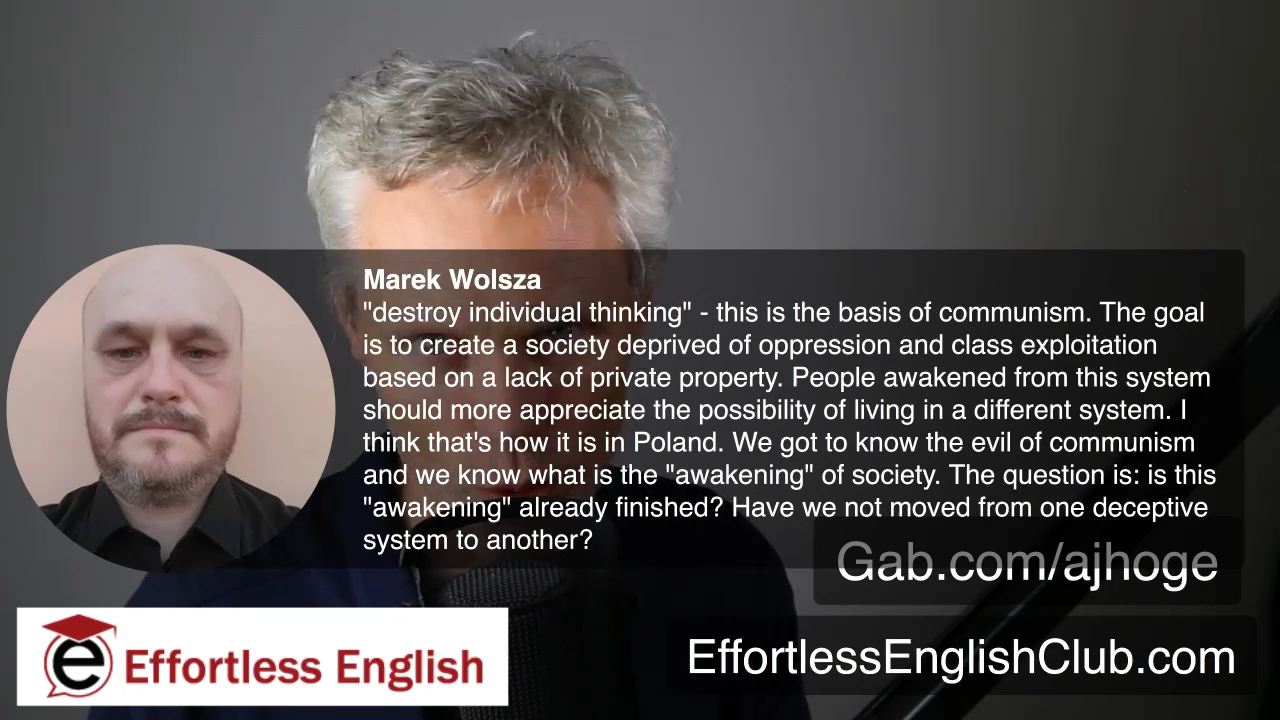 Marek Wolsza
"destroy individual thinking" - this is the basis of communism. The goal
is to create a society deprived of oppression and class exploitation
based on a lack of private property. People awakened from this system
should more appreciate the possibility of living in a different system. I
think that's how it is in Poland. We got to know the evil of communism
and we know what is the "awakening" of society. The question is: is this
"awakening" already finished? Have we not moved from one deceptive
system to another?
Gab.com/ajhoge
e Effortless English
EffortlessEnglishClub.com